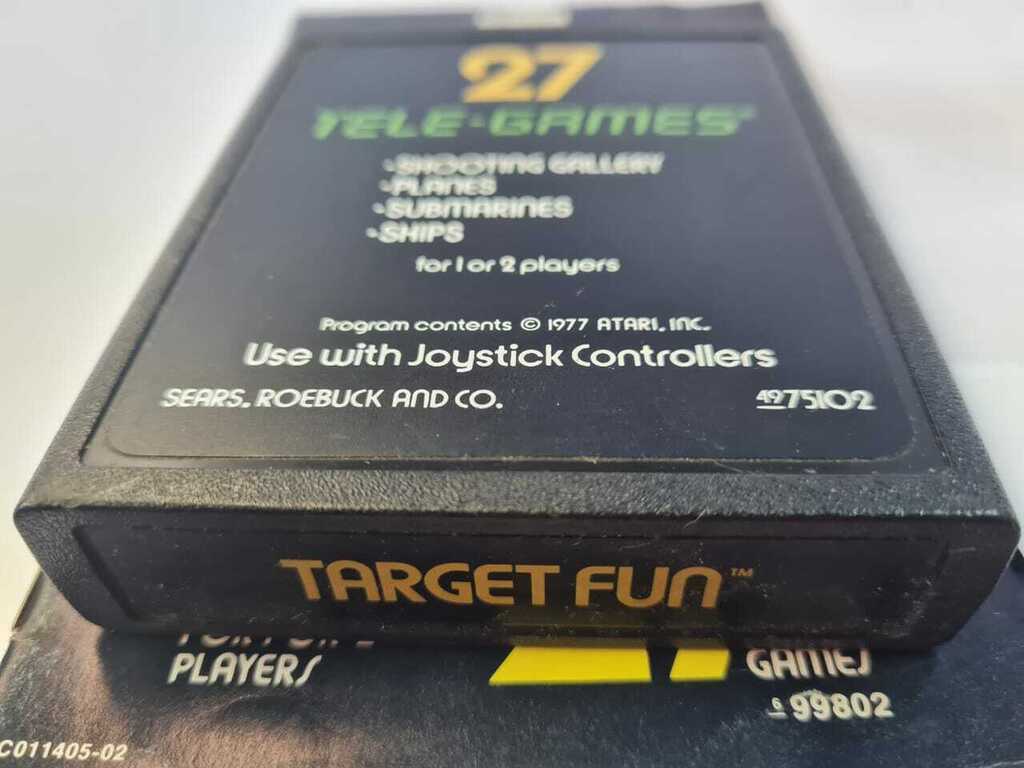 27
TELE-GAMES®
•SHOOTING GALLERY
•PLANES
•SUBMARINES
•SHIPS
for 1 or 2 players
Program contents © 1977 ATARI, INC.
Use with Joystick Controllers
SEARS, ROEBUCK AND CO.
4975102
TARGET FUN™
PLAYERS
GAMES
6 99802
C011405-02